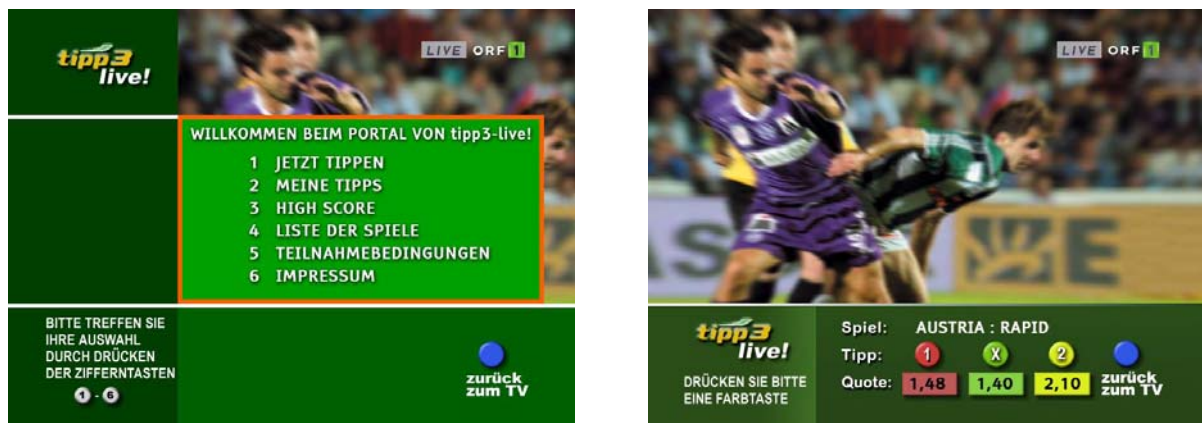 tipp3
live!
LIVE ORF 1
WILLKOMMEN BEIM PORTAL VON tipp3-live!
1 JETZT TIPPEN
2 MEINE TIPPS
3 HIGH SCORE
4 LISTE DER SPIELE
5 TEILNAHMEBEDINGUNGEN
6 IMPRESSUM
BITTE TREFFEN SIE
IHRE AUSWAHL
DURCH DRÜCKEN
DER ZIFFERNTASTEN
1 - 6
zurück
zum TV
LIVE ORF 1
tipp3
live!
DRÜCKEN SIE BITTE
EINE FARBTASTE
Spiel: AUSTRIA : RAPID
Tipp: 1 X 2
Quote: 1,48 1,40 2,10
zurück
zum TV